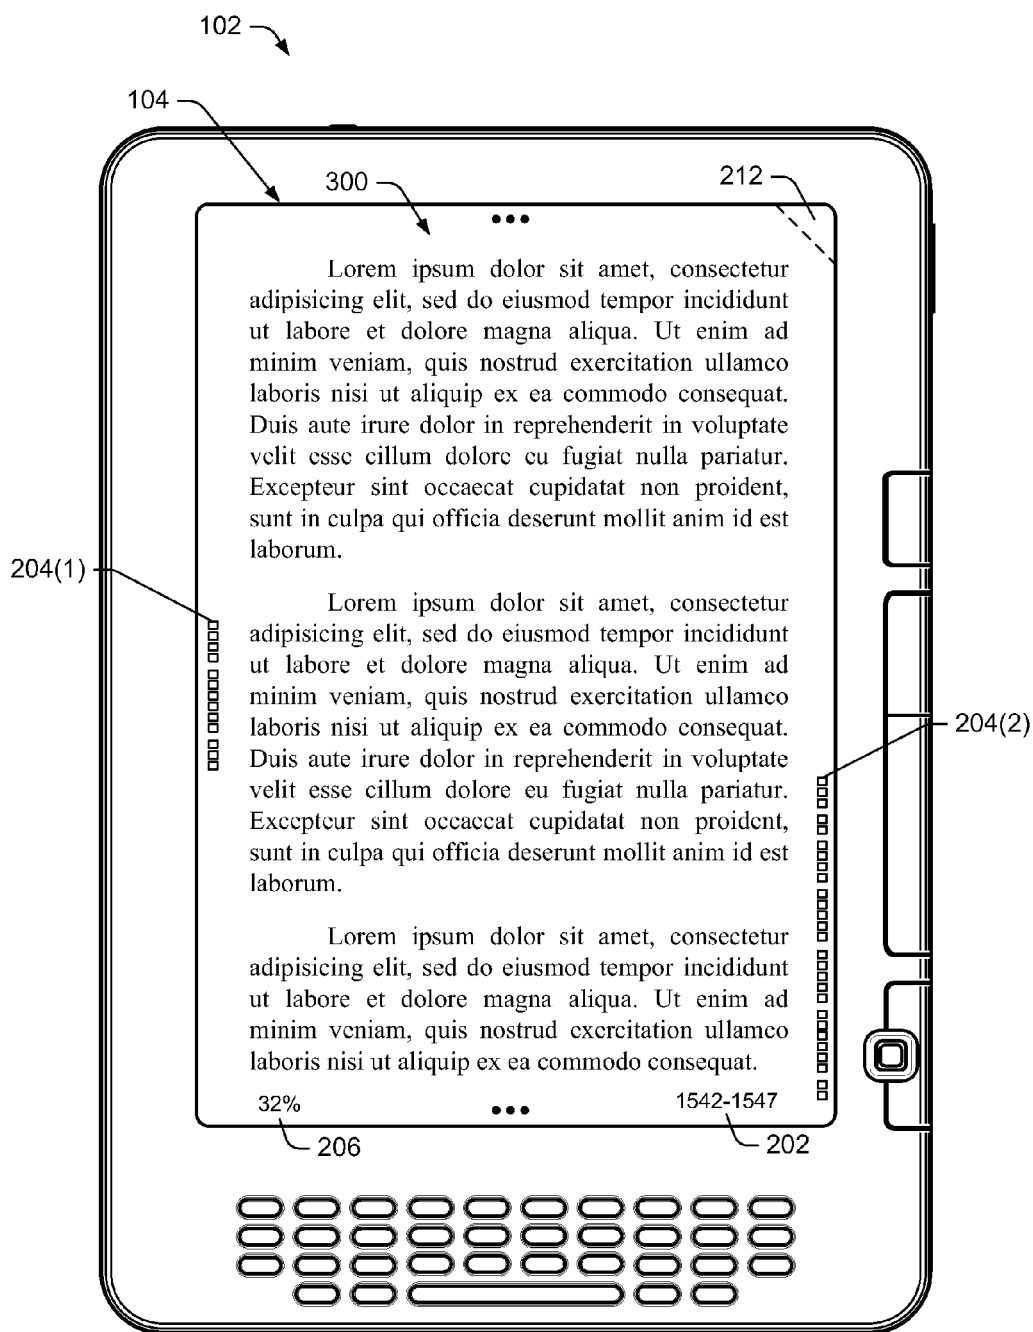 102
104
300
212
Lorem ipsum dolor sit amet, consectetur
adipisicing elit, sed do eiusmod tempor incididunt
ut labore et dolore magna aliqua. Ut enim ad
minim veniam, quis nostrud exercitation ullamco
laboris nisi ut aliquip ex ea commodo consequat.
Duis aute irure dolor in reprehenderit in voluptate
velit esse cillum dolore eu fugiat nulla pariatur.
Excepteur sint occaecat cupidatat non proident,
sunt in culpa qui officia deserunt mollit anim id est
laborum.
204(1)
Lorem ipsum dolor sit amet, consectetur
adipisicing elit, sed do eiusmod tempor incididunt
ut labore et dolore magna aliqua. Ut enim ad
minim veniam, quis nostrud exercitation ullamco
laboris nisi ut aliquip ex ea commodo consequat.
204(2)
Duis aute irure dolor in reprehenderit in voluptate
velit esse cillum dolore eu fugiat nulla pariatur.
Excepteur sint occaecat cupidatat non proident,
sunt in culpa qui officia deserunt mollit anim id est
laborum.
Lorem ipsum dolor sit amet, consectetur
adipisicing elit, sed do eiusmod tempor incididunt
ut labore et dolore magna aliqua. Ut enim ad
minim veniam, quis nostrud exercitation ullamco
laboris nisi ut aliquip ex ea commodo consequat.
32%
1542-1547
206
202